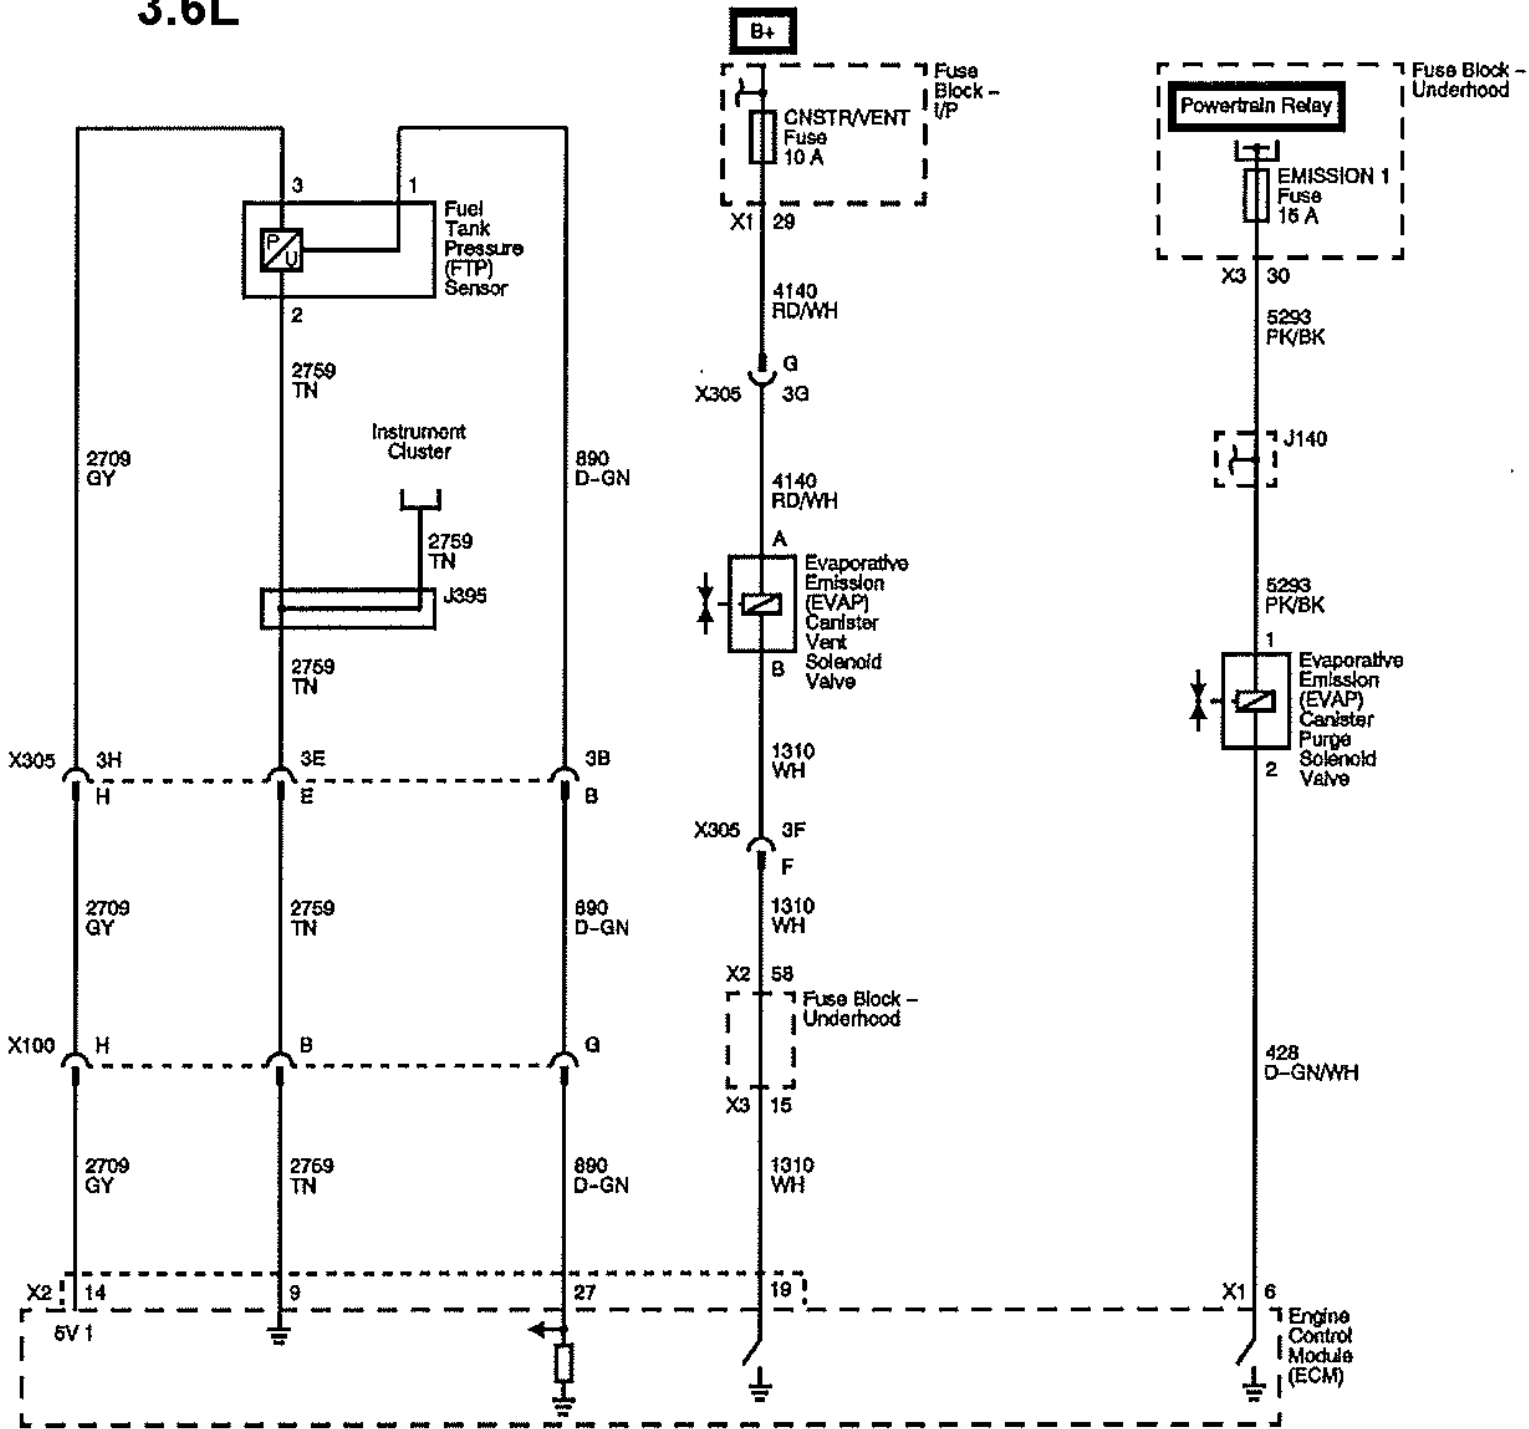 3.6L
B+
Fuse
Block –
I/P
CNSTR/VENT
Fuse
10 A
X1 29
4140
RD/WH
G
X305 3G
4140
RD/WH
A
Evaporative
Emission
(EVAP)
Canister
Vent
Solenoid
Valve
B
1310
WH
X305 3F
F
1310
WH
X2 58
Fuse Block –
Underhood
X3 15
1310
WH
19
Fuse Block –
Underhood
Powertrain Relay
EMISSION 1
Fuse
15 A
X3 30
5293
PK/BK
J140
5293
PK/BK
1
Evaporative
Emission
(EVAP)
Canister
Purge
Solenoid
Valve
2
428
D-GN/WH
X1 6
Engine
Control
Module
(ECM)
3 1
P
U
Fuel
Tank
Pressure
(FTP)
Sensor
2
2759
TN
Instrument
Cluster
2709
GY
890
D-GN
2759
TN
J395
2759
TN
X305 3H 3E 3B
H E B
2709
GY
2759
TN
890
D-GN
X100 H B G
2709
GY
2759
TN
890
D-GN
X2 14 9 27
5V 1